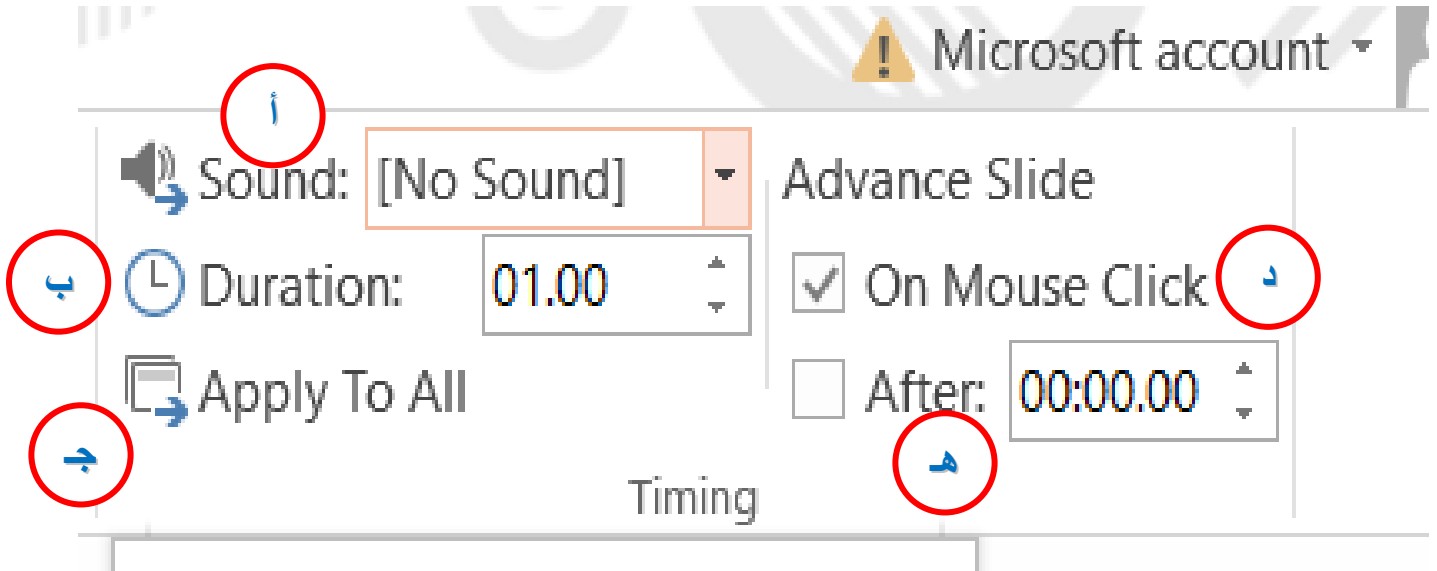 Microsoft account
أ
Sound: [No Sound]
Advance Slide
ب
Duration: 01.00
On Mouse Click
د
Apply To All
After: 00:00.00
جـ
هـ
Timing